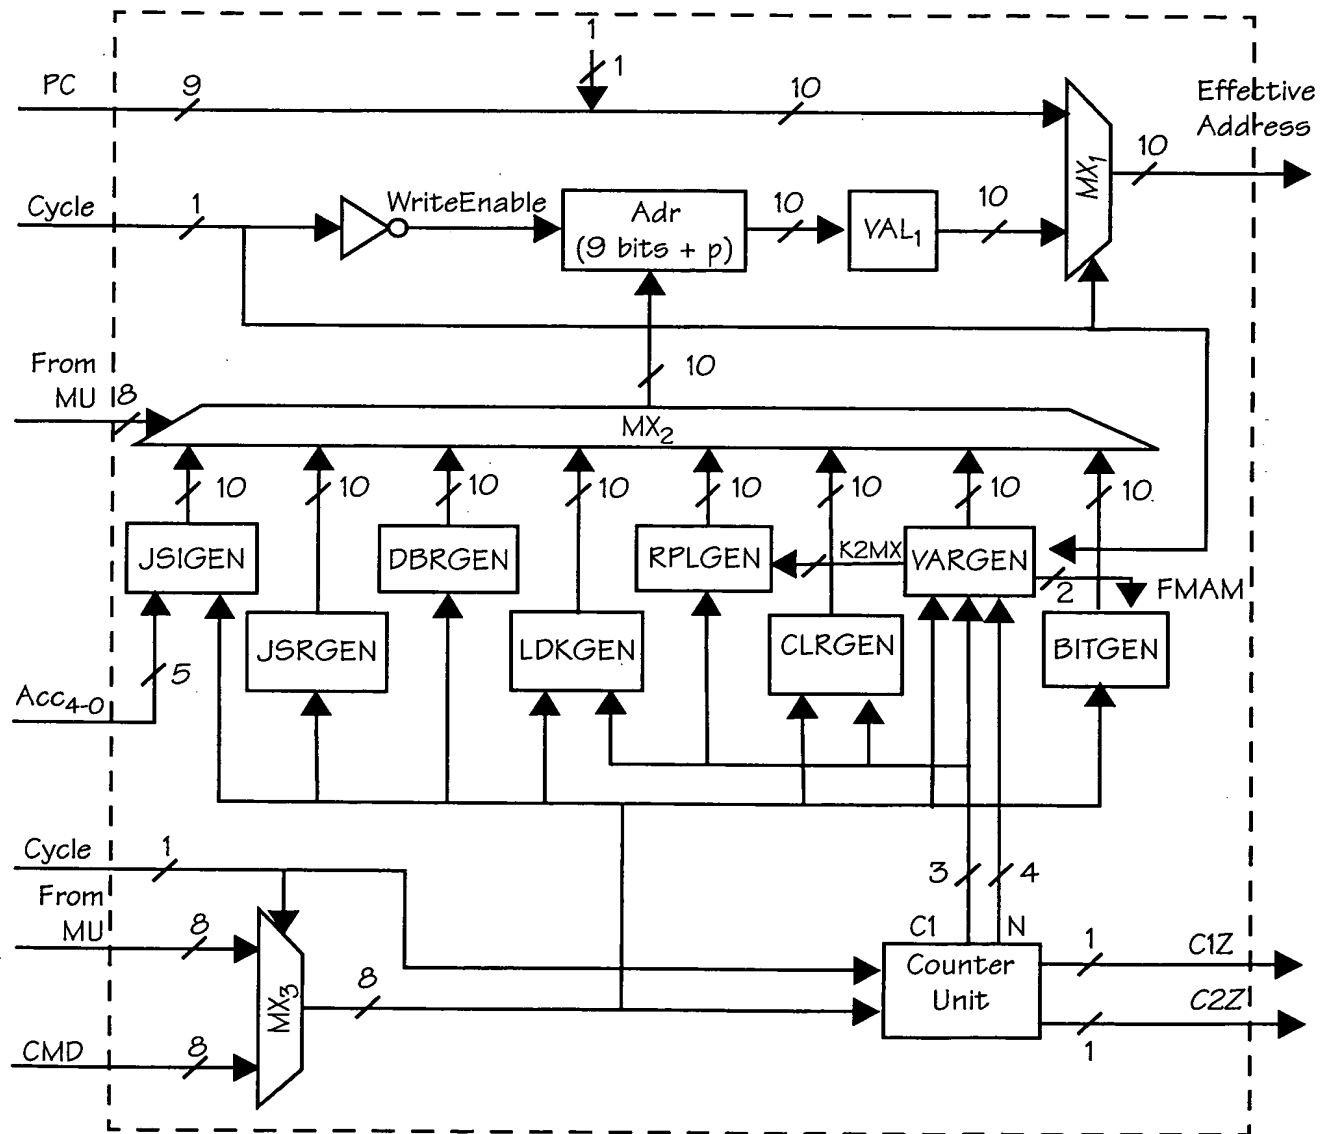 1
1
PC
9
10
Effective
Address
10
MX1
Cycle
1
WriteEnable
Adr
(9 bits + p)
10
VAL1
10
From
MU
8
10
MX2
10
10
10
10
10
10
10
10
JSIGEN
DBRGEN
RPLGEN
K2MX
VARGEN
2
FMAM
JSRGEN
LDKGEN
CLRGEN
BITGEN
5
Acc4-0
Cycle
1
3
4
From
MU
8
C1
N
MX3
8
Counter
Unit
1
C1Z
C2Z
1
CMD
8